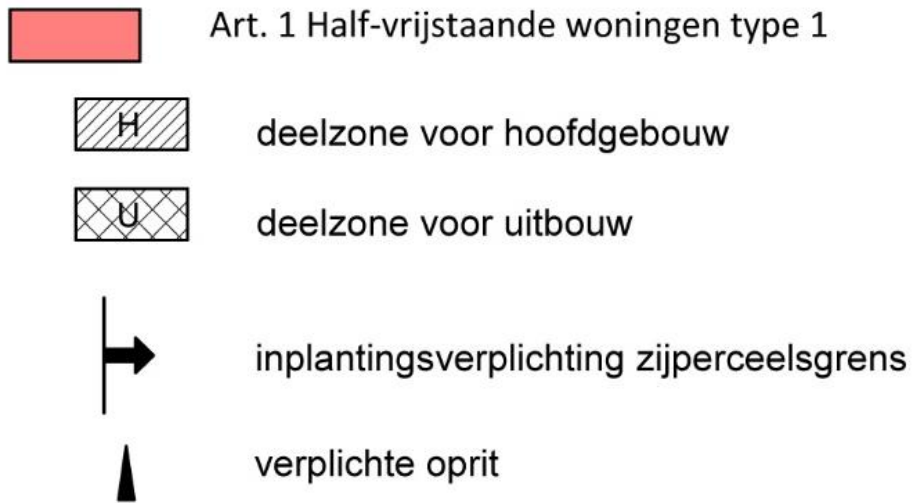 Art. 1 Half-vrijstaande woningen type 1
H deelzone voor hoofdgebouw
U deelzone voor uitbouw
inplantingsverplichting zijperceelsgrens
verplichte oprit